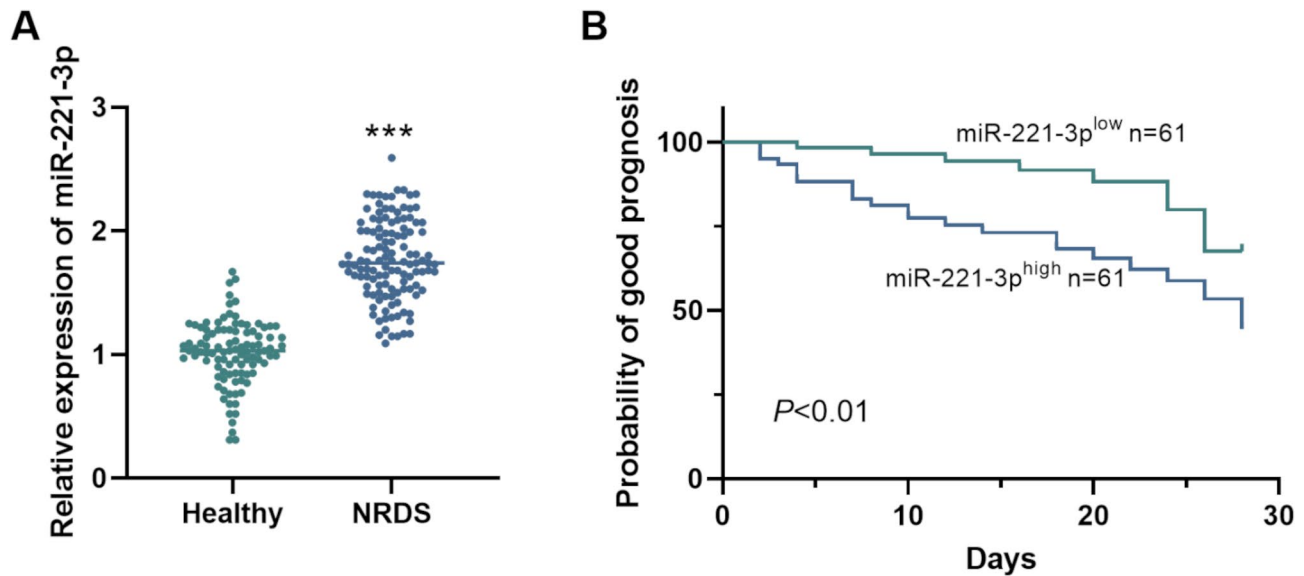 A
Relative expression of miR-221-3p
3
2
1
0
***
Healthy
NRDS
B
Probability of good prognosis
100
50
0
miR-221-3p^low n=61
miR-221-3p^high n=61
P<0.01
0
10
20
30
Days